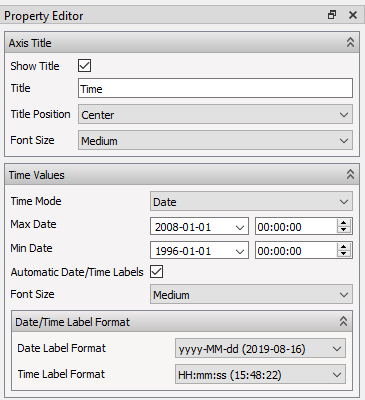 Property Editor
Axis Title
Show Title
Title Time
Title Position Center
Font Size Medium
Time Values
Time Mode Date
Max Date 2008-01-01 00:00:00
Min Date 1996-01-01 00:00:00
Automatic Date/Time Labels
Font Size Medium
Date/Time Label Format
Date Label Format yyyy-MM-dd (2019-08-16)
Time Label Format HH:mm:ss (15:48:22)